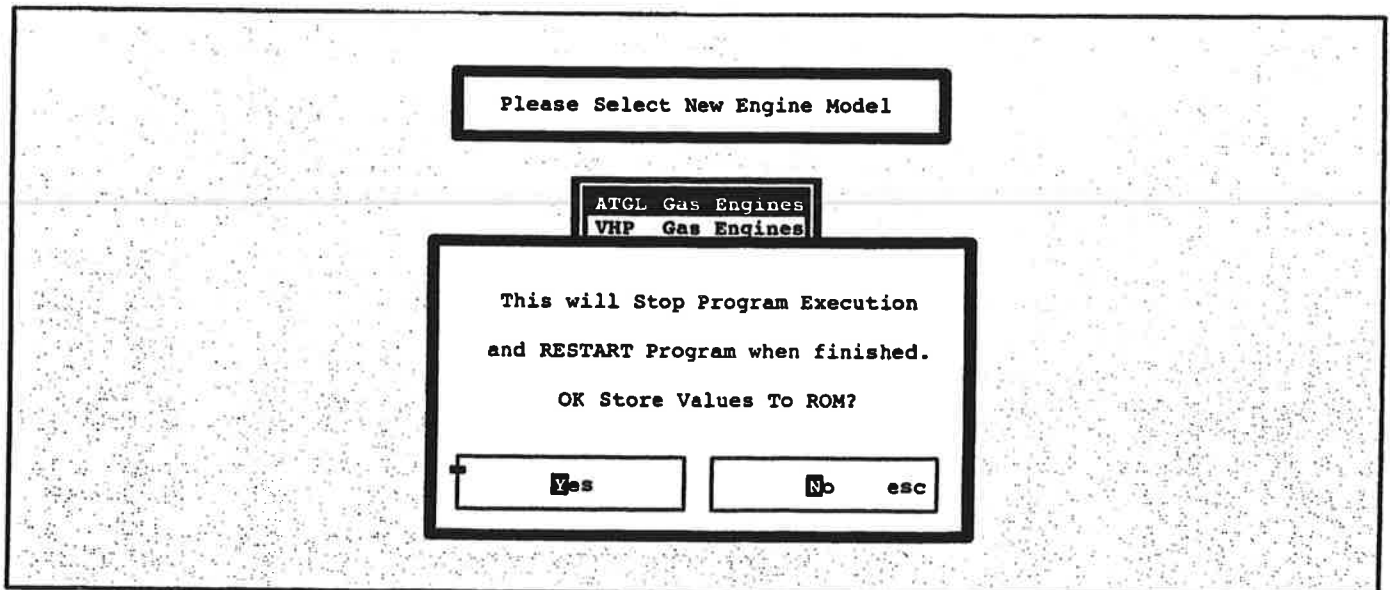 Please Select New Engine Model
ATGL Gas Engines
VHP Gas Engines
This will Stop Program Execution
and RESTART Program when finished.
OK Store Values To ROM?
Yes
No esc